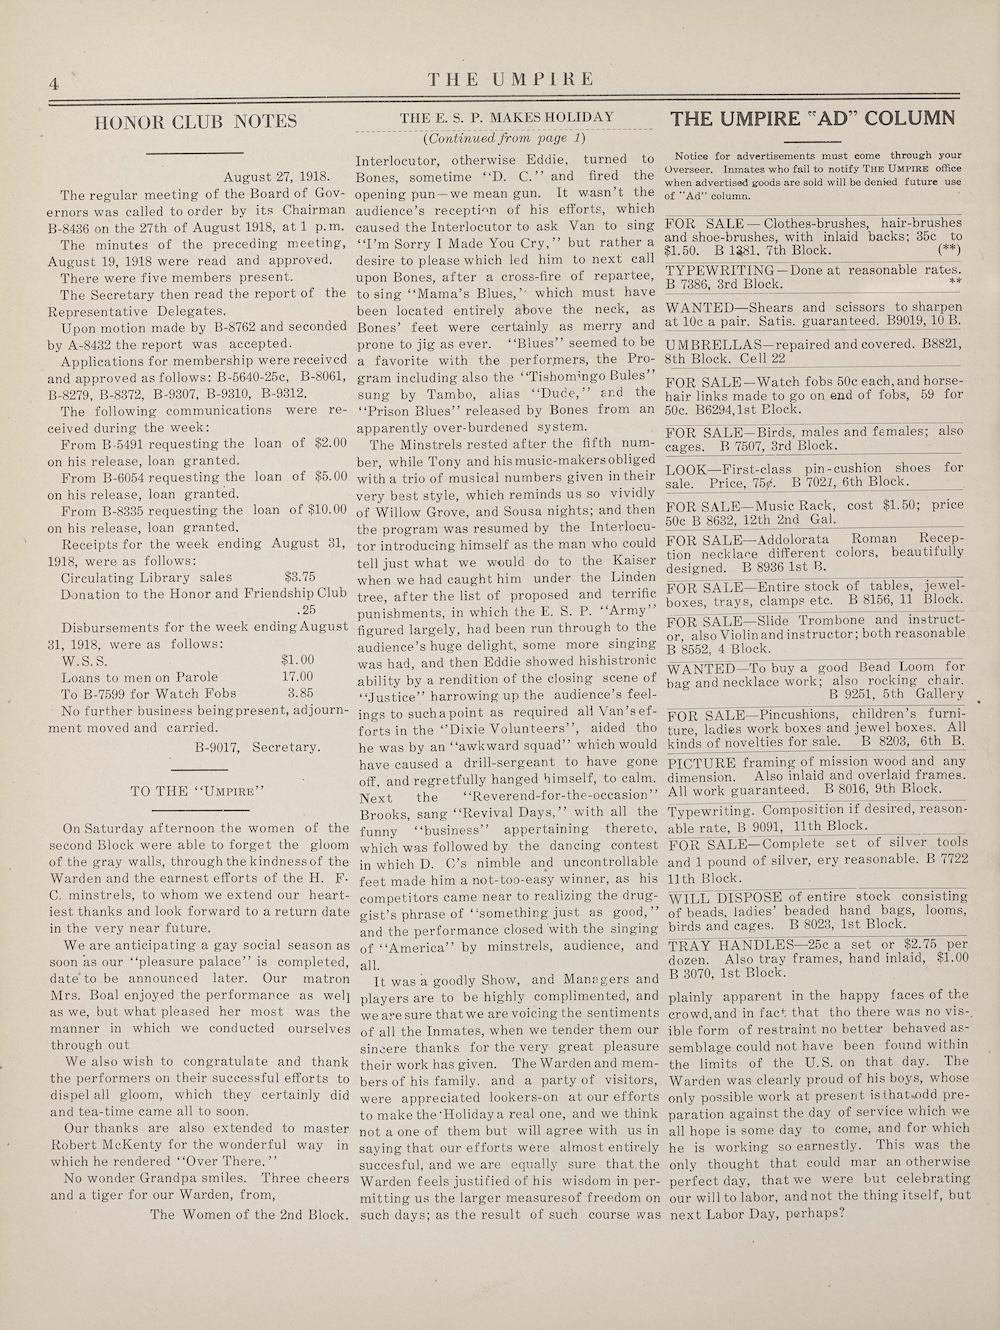 4
THE UMPIRE
HONOR CLUB NOTES
August 27, 1918.
The regular meeting of the Board of Gov-
ernors was called to order by its Chairman
B-8436 on the 27th of August 1918, at 1 p.m.
The minutes of the preceding meeting,
August 19, 1918 were read and approved.
There were five members present.
The Secretary then read the report of the
Representative Delegates.
Upon motion made by B-8762 and seconded
by A-8432 the report was accepted.
Applications for membership were received
and approved as follows: B-5640-25c, B-8061,
B-8279, B-8372, B-9307, B-9310, B-9312.
The following communications were re-
ceived during the week:
From B-5491 requesting the loan of $2.00
on his release, loan granted.
From B-6054 requesting the loan of $5.00
on his release, loan granted.
From B-8335 requesting the loan of $10.00
on his release, loan granted,
Receipts for the week ending August 31,
1918, were as follows:
Circulating Library sales $3.75
Donation to the Honor and Friendship Club
.25
Disbursements for the week ending August
31, 1918, were as follows:
W.S.S. $1.00
Loans to men on Parole 17.00
To B-7599 for Watch Fobs 3.85
No further business being present, adjourn-
ment moved and carried.
B-9017, Secretary.
TO THE "UMPIRE"
On Saturday afternoon the women of the
second Block were able to forget the gloom
of the gray walls, through the kindness of the
Warden and the earnest efforts of the H. F.
C. minstrels, to whom we extend our heart-
iest thanks and look forward to a return date
in the very near future.
We are anticipating a gay social season as
soon as our "pleasure palace" is completed,
date to be announced later. Our matron
Mrs. Boal enjoyed the performance as well
as we, but what pleased her most was the
manner in which we conducted ourselves
through out
We also wish to congratulate and thank
the performers on their successful efforts to
dispel all gloom, which they certainly did
and tea-time came all to soon.
Our thanks are also extended to master
Robert McKenty for the wonderful way in
which he rendered "Over There."
No wonder Grandpa smiles. Three cheers
and a tiger for our Warden, from,
The Women of the 2nd Block.
THE E. S. P. MAKES HOLIDAY
(Continued from page 1)
Interlocutor, otherwise Eddie, turned to
Bones, sometime "D. C." and fired the
opening pun—we mean gun. It wasn't the
audience's reception of his efforts, which
caused the Interlocutor to ask Van to sing
"I'm Sorry I Made You Cry," but rather a
desire to please which led him to next call
upon Bones, after a cross-fire of repartee,
to sing "Mama's Blues," which must have
been located entirely above the neck, as
Bones' feet were certainly as merry and
prone to jig as ever. "Blues" seemed to be
a favorite with the performers, the Pro-
gram including also the "Tishomingo Bules"
sung by Tambo, alias "Dude," and the
"Prison Blues" released by Bones from an
apparently over-burdened system.
The Minstrels rested after the fifth num-
ber, while Tony and his music-makers obliged
with a trio of musical numbers given in their
very best style, which reminds us so vividly
of Willow Grove, and Sousa nights; and then
the program was resumed by the Interlocu-
tor introducing himself as the man who could
tell just what we would do to the Kaiser
when we had caught him under the Linden
tree, after the list of proposed and terrific
punishments, in which the E. S. P. "Army"
figured largely, had been run through to the
audience's huge delight, some more singing
was had, and then Eddie showed his histronic
ability by a rendition of the closing scene of
"Justice" harrowing up the audience's feel-
ings to such a point as required all Van's ef-
forts in the "Dixie Volunteers", aided tho
he was by an "awkward squad" which would
have caused a drill-sergeant to have gone
off, and regretfully hanged himself, to calm.
Next the "Reverend-for-the-occasion"
Brooks, sang "Revival Days," with all the
funny "business" appertaining thereto,
which was followed by the dancing contest
in which D. C's nimble and uncontrollable
feet made him a not-too-easy winner, as his
competitors came near to realizing the drug-
gist's phrase of "something just as good,"
and the performance closed with the singing
of "America" by minstrels, audience, and
all.
It was a goodly Show, and Managers and
players are to be highly complimented, and
we are sure that we are voicing the sentiments
of all the Inmates, when we tender them our
sincere thanks for the very great pleasure
their work has given. The Warden and mem-
bers of his family. and a party of visitors,
were appreciated lookers-on at our efforts
to make the Holiday a real one, and we think
not a one of them but will agree with us in
saying that our efforts were almost entirely
succesful, and we are equally sure that the
Warden feels justified of his wisdom in per-
mitting us the larger measures of freedom on
such days; as the result of such course was
THE UMPIRE "AD" COLUMN
Notice for advertisements must come through your
Overseer. Inmates who fail to notify THE UMPIRE office
when advertised goods are sold will be denied future use
of "Ad" column.
FOR SALE—Clothes-brushes, hair-brushes
and shoe-brushes, with inlaid backs; 35c to
$1.50. B 1381, 7th Block. (**)
TYPEWRITING—Done at reasonable rates.
B 7386, 3rd Block. **
WANTED—Shears and scissors to sharpen
at 10c a pair. Satis. guaranteed. B9019, 10 B.
UMBRELLAS—repaired and covered. B8821,
8th Block. Cell 22
FOR SALE—Watch fobs 50c each, and horse-
hair links made to go on end of fobs, 59 for
50c. B6294, 1st Block.
FOR SALE—Birds, males and females; also
cages. B 7507, 3rd Block.
LOOK—First-class pin-cushion shoes for
sale. Price, 75¢. B 7021, 6th Block.
FOR SALE—Music Rack, cost $1.50; price
50c B 8632, 12th 2nd Gal.
FOR SALE—Addolorata Roman Recep-
tion necklace different colors, beautifully
designed. B 8936 1st B.
FOR SALE—Entire stock of tables, jewel-
boxes, trays, clamps etc. B 8156, 11 Block.
FOR SALE—Slide Trombone and instruct-
or, also Violin and instructor; both reasonable
B 8552, 4 Block.
WANTED—To buy a good Bead Loom for
bag and necklace work; also rocking chair.
B 9251, 5th Gallery
FOR SALE—Pincushions, children's furni-
ture, ladies work boxes and jewel boxes. All
kinds of novelties for sale. B 8203, 6th B.
PICTURE framing of mission wood and any
dimension. Also inlaid and overlaid frames.
All work guaranteed. B 8016, 9th Block.
Typewriting. Composition if desired, reason-
able rate, B 9091, 11th Block.
FOR SALE—Complete set of silver tools
and 1 pound of silver, ery reasonable. B 7722
11th Block.
WILL DISPOSE of entire stock consisting
of beads, ladies' beaded hand bags, looms,
birds and cages. B 8023, 1st Block.
TRAY HANDLES—25c a set or $2.75 per
dozen. Also tray frames, hand inlaid, $1.00
B 3070, 1st Block.
plainly apparent in the happy faces of the
crowd, and in fact that tho there was no vis-
ible form of restraint no better behaved as-
semblage could not have been found within
the limits of the U.S. on that day. The
Warden was clearly proud of his boys, whose
only possible work at present is that odd pre-
paration against the day of service which we
all hope is some day to come, and for which
he is working so earnestly. This was the
only thought that could mar an otherwise
perfect day, that we were but celebrating
our will to labor, and not the thing itself, but
next Labor Day, perhaps?